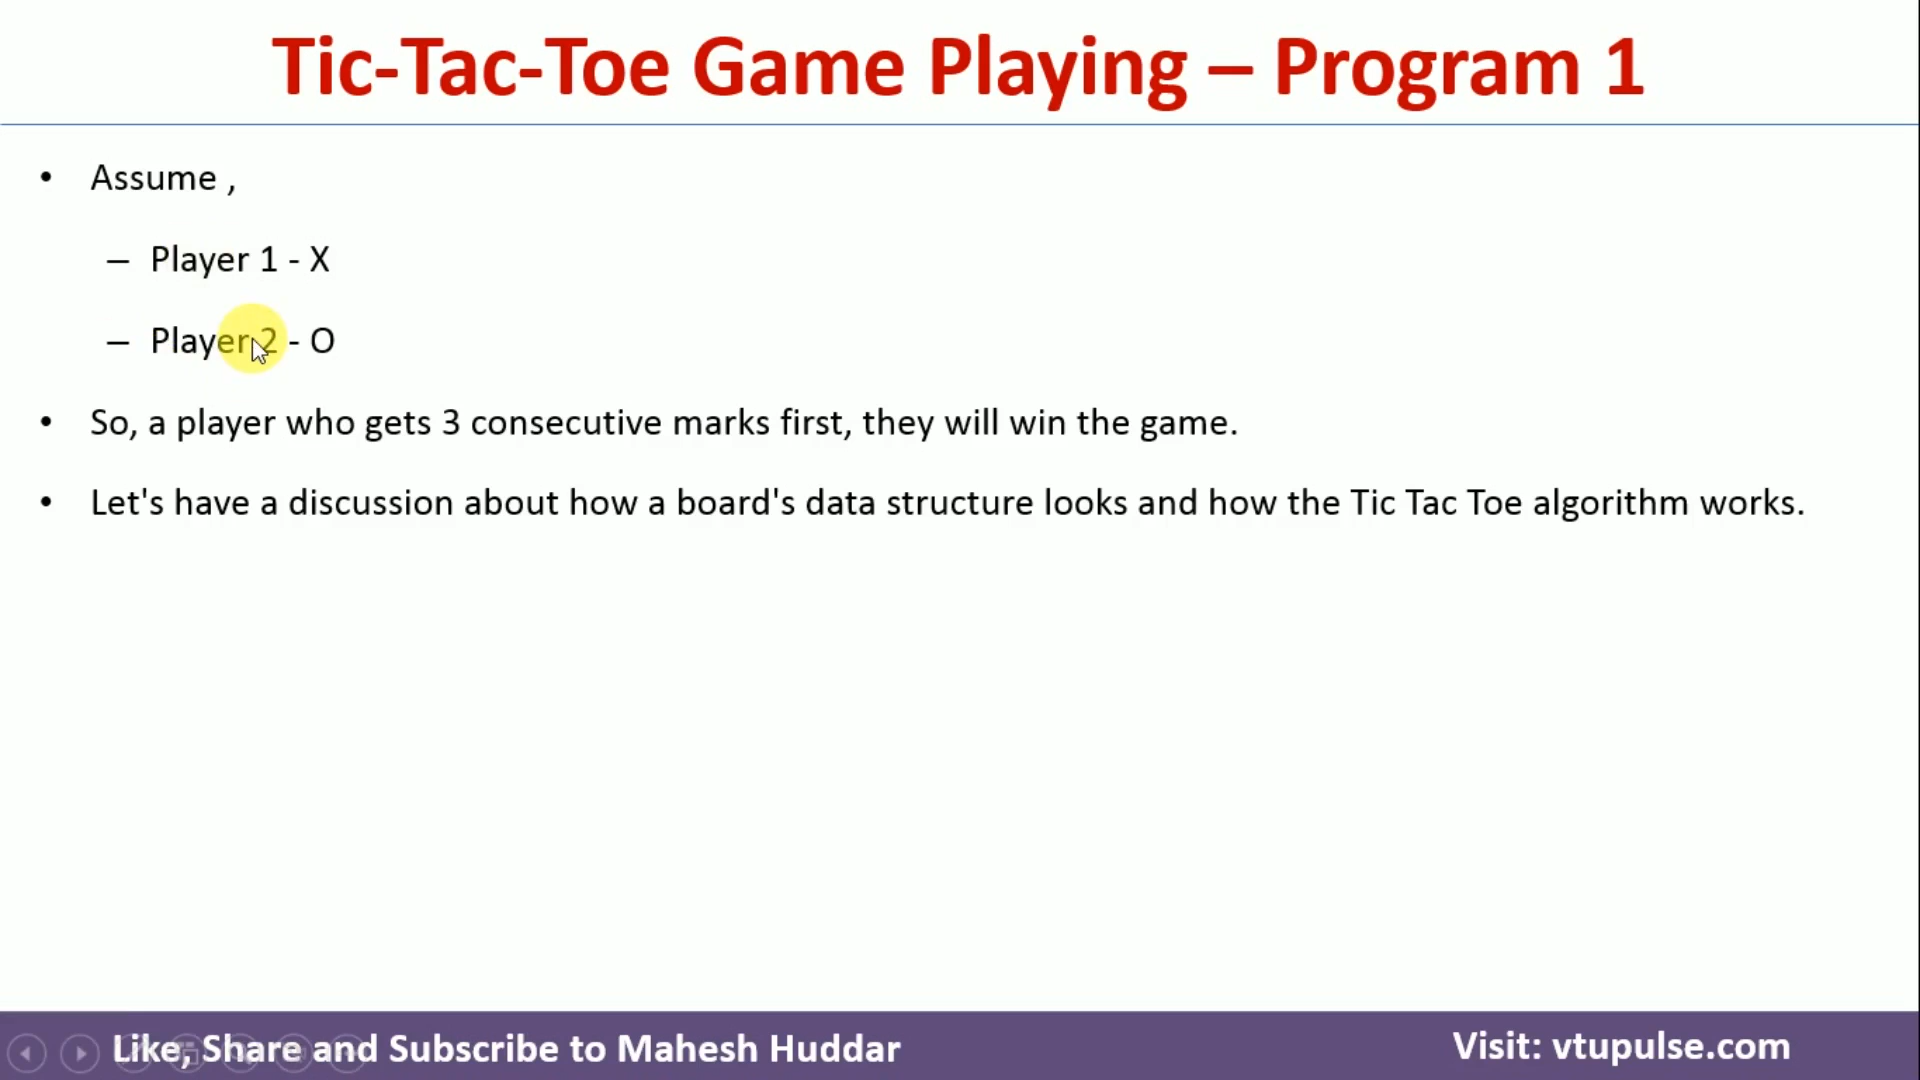 Tic-Tac-Toe Game Playing – Program 1
• Assume ,
– Player 1 - X
– Player 2 - O
• So, a player who gets 3 consecutive marks first, they will win the game.
• Let's have a discussion about how a board's data structure looks and how the Tic Tac Toe algorithm works.
Like, Share and Subscribe to Mahesh Huddar
Visit: vtupulse.com